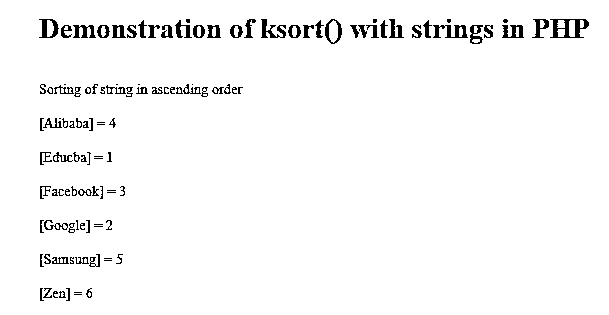 Demonstration of ksort() with strings in PHP
Sorting of string in ascending order
[Alibaba] = 4
[Educba] = 1
[Facebook] = 3
[Google] = 2
[Samsung] = 5
[Zen] = 6